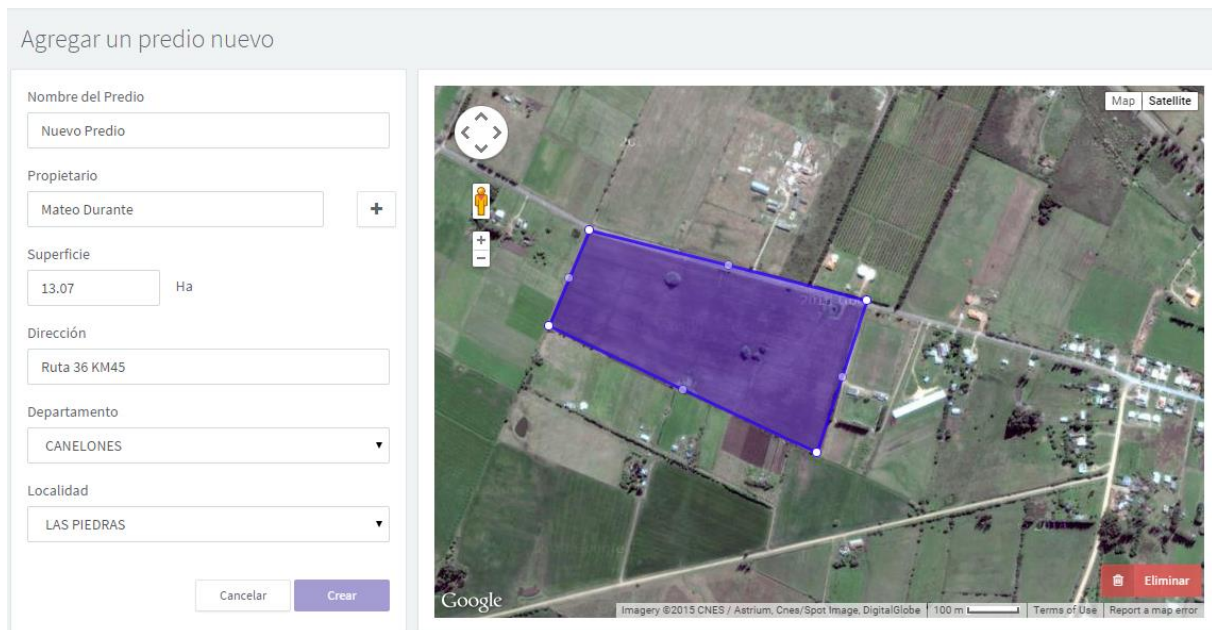 Agregar un predio nuevo
Nombre del Predio
Nuevo Predio
Propietario
Mateo Durante
+
Superficie
13.07
Ha
Dirección
Ruta 36 KM45
Departamento
CANELONES
Localidad
LAS PIEDRAS
Cancelar
Crear
Map
Satellite
+
−
Eliminar
Google
Imagery ©2015 CNES / Astrium, Cnes/Spot Image, DigitalGlobe
100 m
Terms of Use
Report a map error